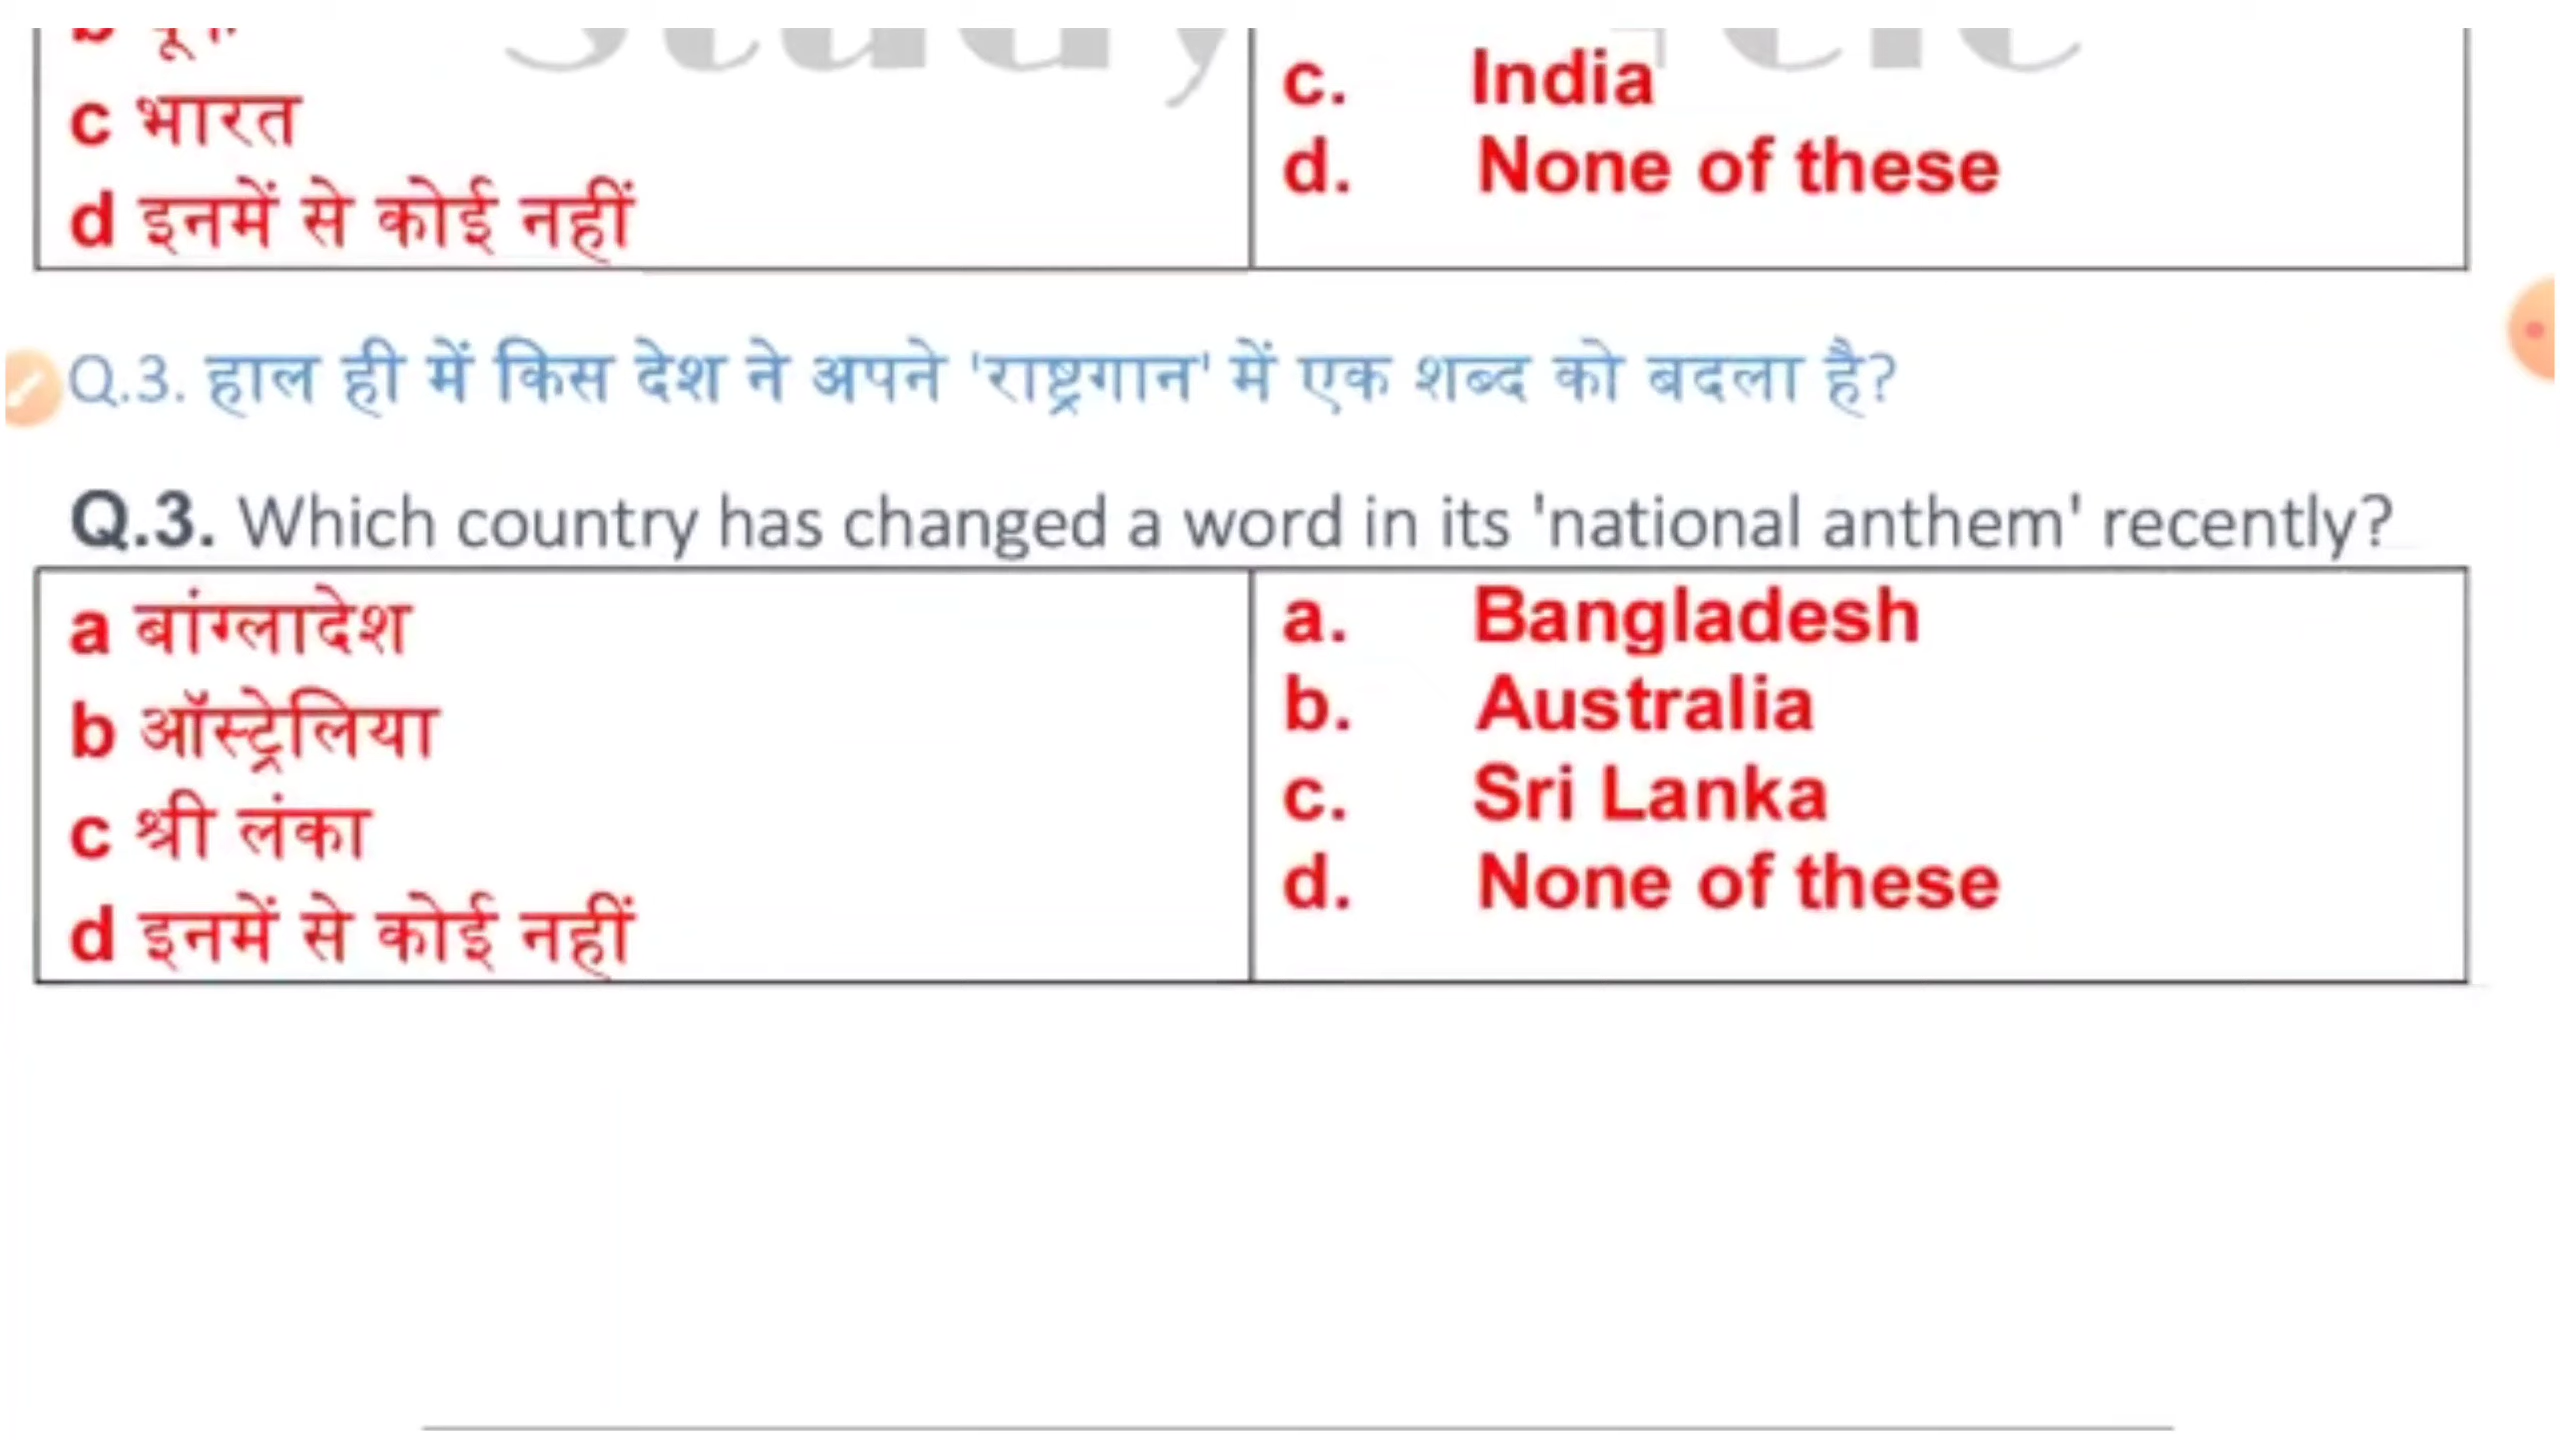 c भारत
d इनमें से कोई नहीं
c. India
d. None of these
Q.3. हाल ही में किस देश ने अपने 'राष्ट्रगान' में एक शब्द को बदला है?
Q.3. Which country has changed a word in its 'national anthem' recently?
a बांग्लादेश
b ऑस्ट्रेलिया
c श्री लंका
d इनमें से कोई नहीं
a. Bangladesh
b. Australia
c. Sri Lanka
d. None of these